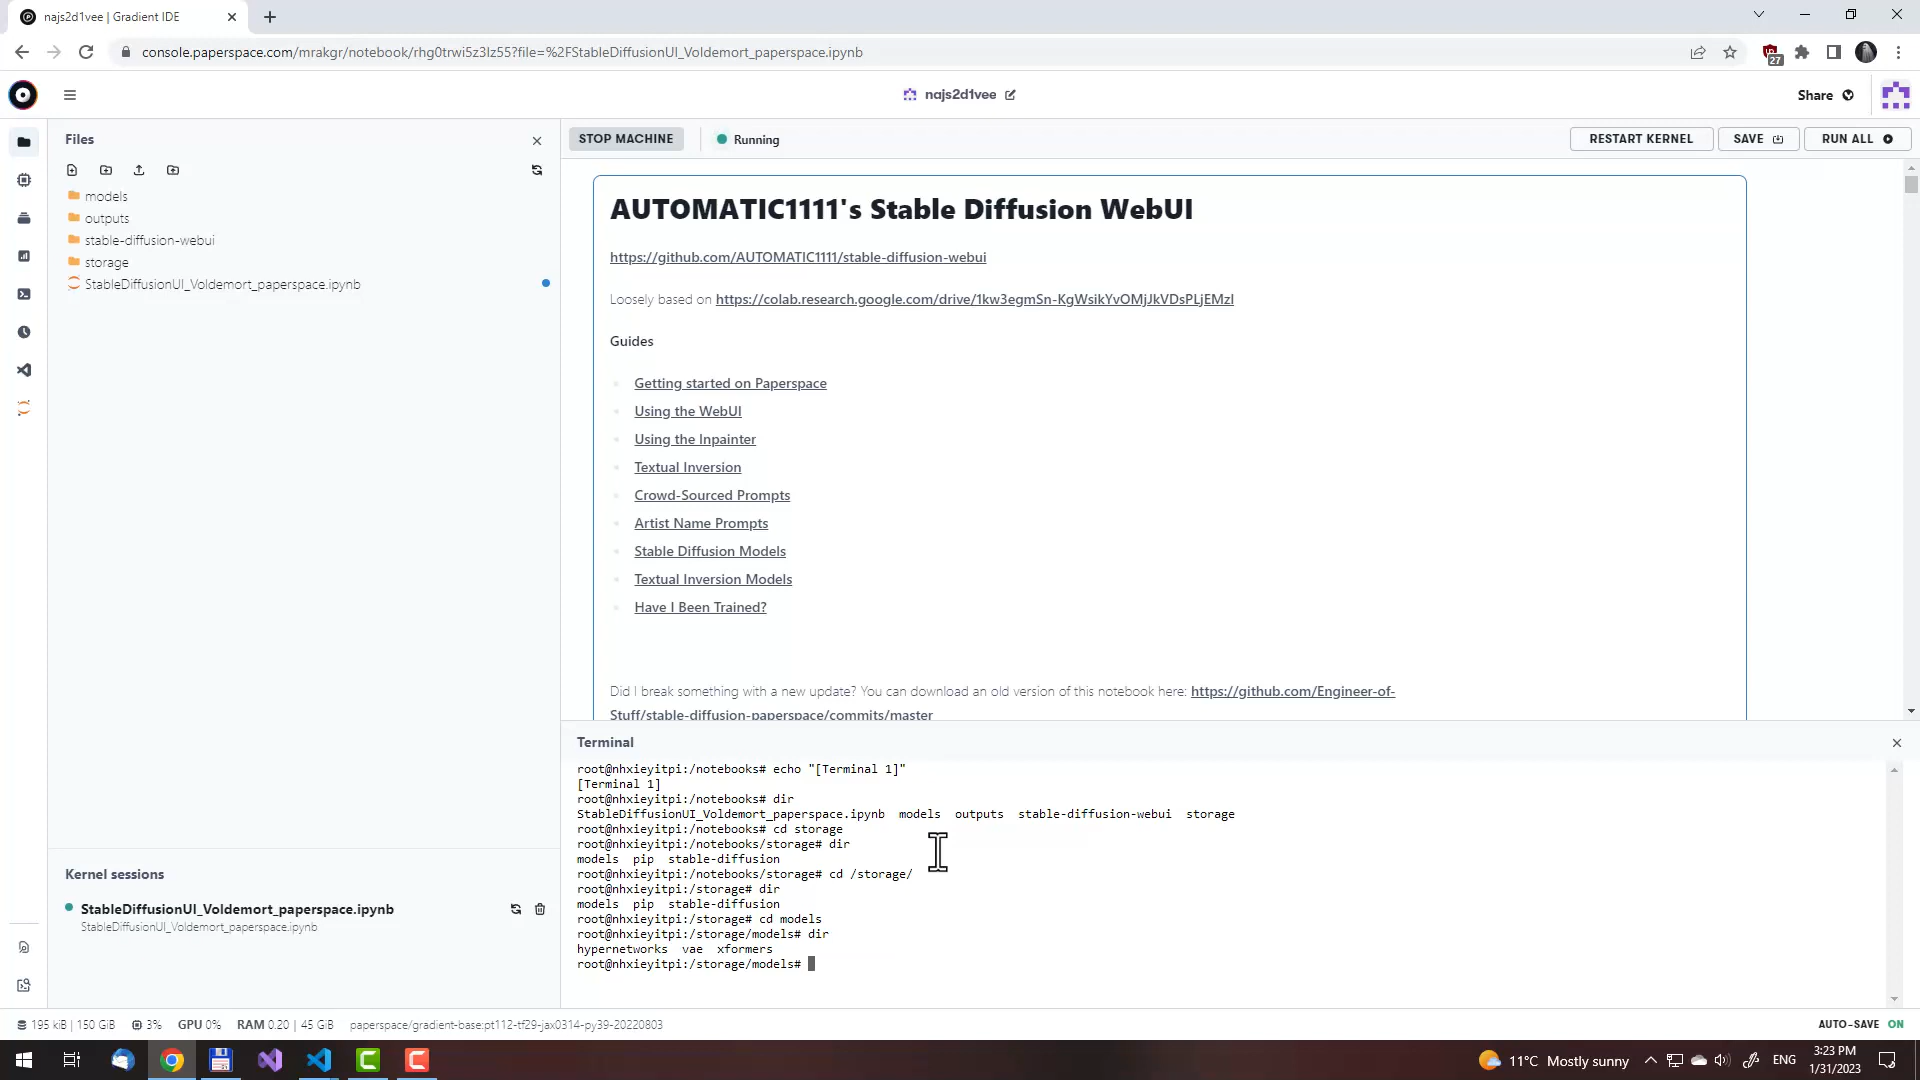 najs2d1vee | Gradient IDE
console.paperspace.com/mrakgr/notebook/rhg0trwi5z3lz55?file=%2FStableDiffusionUI_Voldemort_paperspace.ipynb
27
najs2d1vee
Share
Files
STOP MACHINE
Running
RESTART KERNEL
SAVE
RUN ALL
models
outputs
stable-diffusion-webui
storage
StableDiffusionUI_Voldemort_paperspace.ipynb
AUTOMATIC1111's Stable Diffusion WebUI
https://github.com/AUTOMATIC1111/stable-diffusion-webui
Loosely based on https://colab.research.google.com/drive/1kw3egmSn-KgWsikYvOMjJkVDsPLjEMzl
Guides
Getting started on Paperspace
Using the WebUI
Using the Inpainter
Textual Inversion
Crowd-Sourced Prompts
Artist Name Prompts
Stable Diffusion Models
Textual Inversion Models
Have I Been Trained?
Did I break something with a new update? You can download an old version of this notebook here: https://github.com/Engineer-of-
Stuff/stable-diffusion-paperspace/commits/master
Terminal
root@nhxieyitpi:/notebooks# echo "[Terminal 1]"
[Terminal 1]
root@nhxieyitpi:/notebooks# dir
StableDiffusionUI_Voldemort_paperspace.ipynb models outputs stable-diffusion-webui storage
root@nhxieyitpi:/notebooks# cd storage
root@nhxieyitpi:/notebooks/storage# dir
models pip stable-diffusion
root@nhxieyitpi:/notebooks/storage# cd /storage/
root@nhxieyitpi:/storage# dir
models pip stable-diffusion
root@nhxieyitpi:/storage# cd models
root@nhxieyitpi:/storage/models# dir
hypernetworks vae xformers
root@nhxieyitpi:/storage/models#
Kernel sessions
StableDiffusionUI_Voldemort_paperspace.ipynb
StableDiffusionUI_Voldemort_paperspace.ipynb
195 kiB | 150 GiB
3%
GPU 0%
RAM 0.20 | 45 GiB
paperspace/gradient-base:pt112-tf29-jax0314-py39-20220803
AUTO-SAVE ON
11°C Mostly sunny
ENG
3:23 PM
1/31/2023